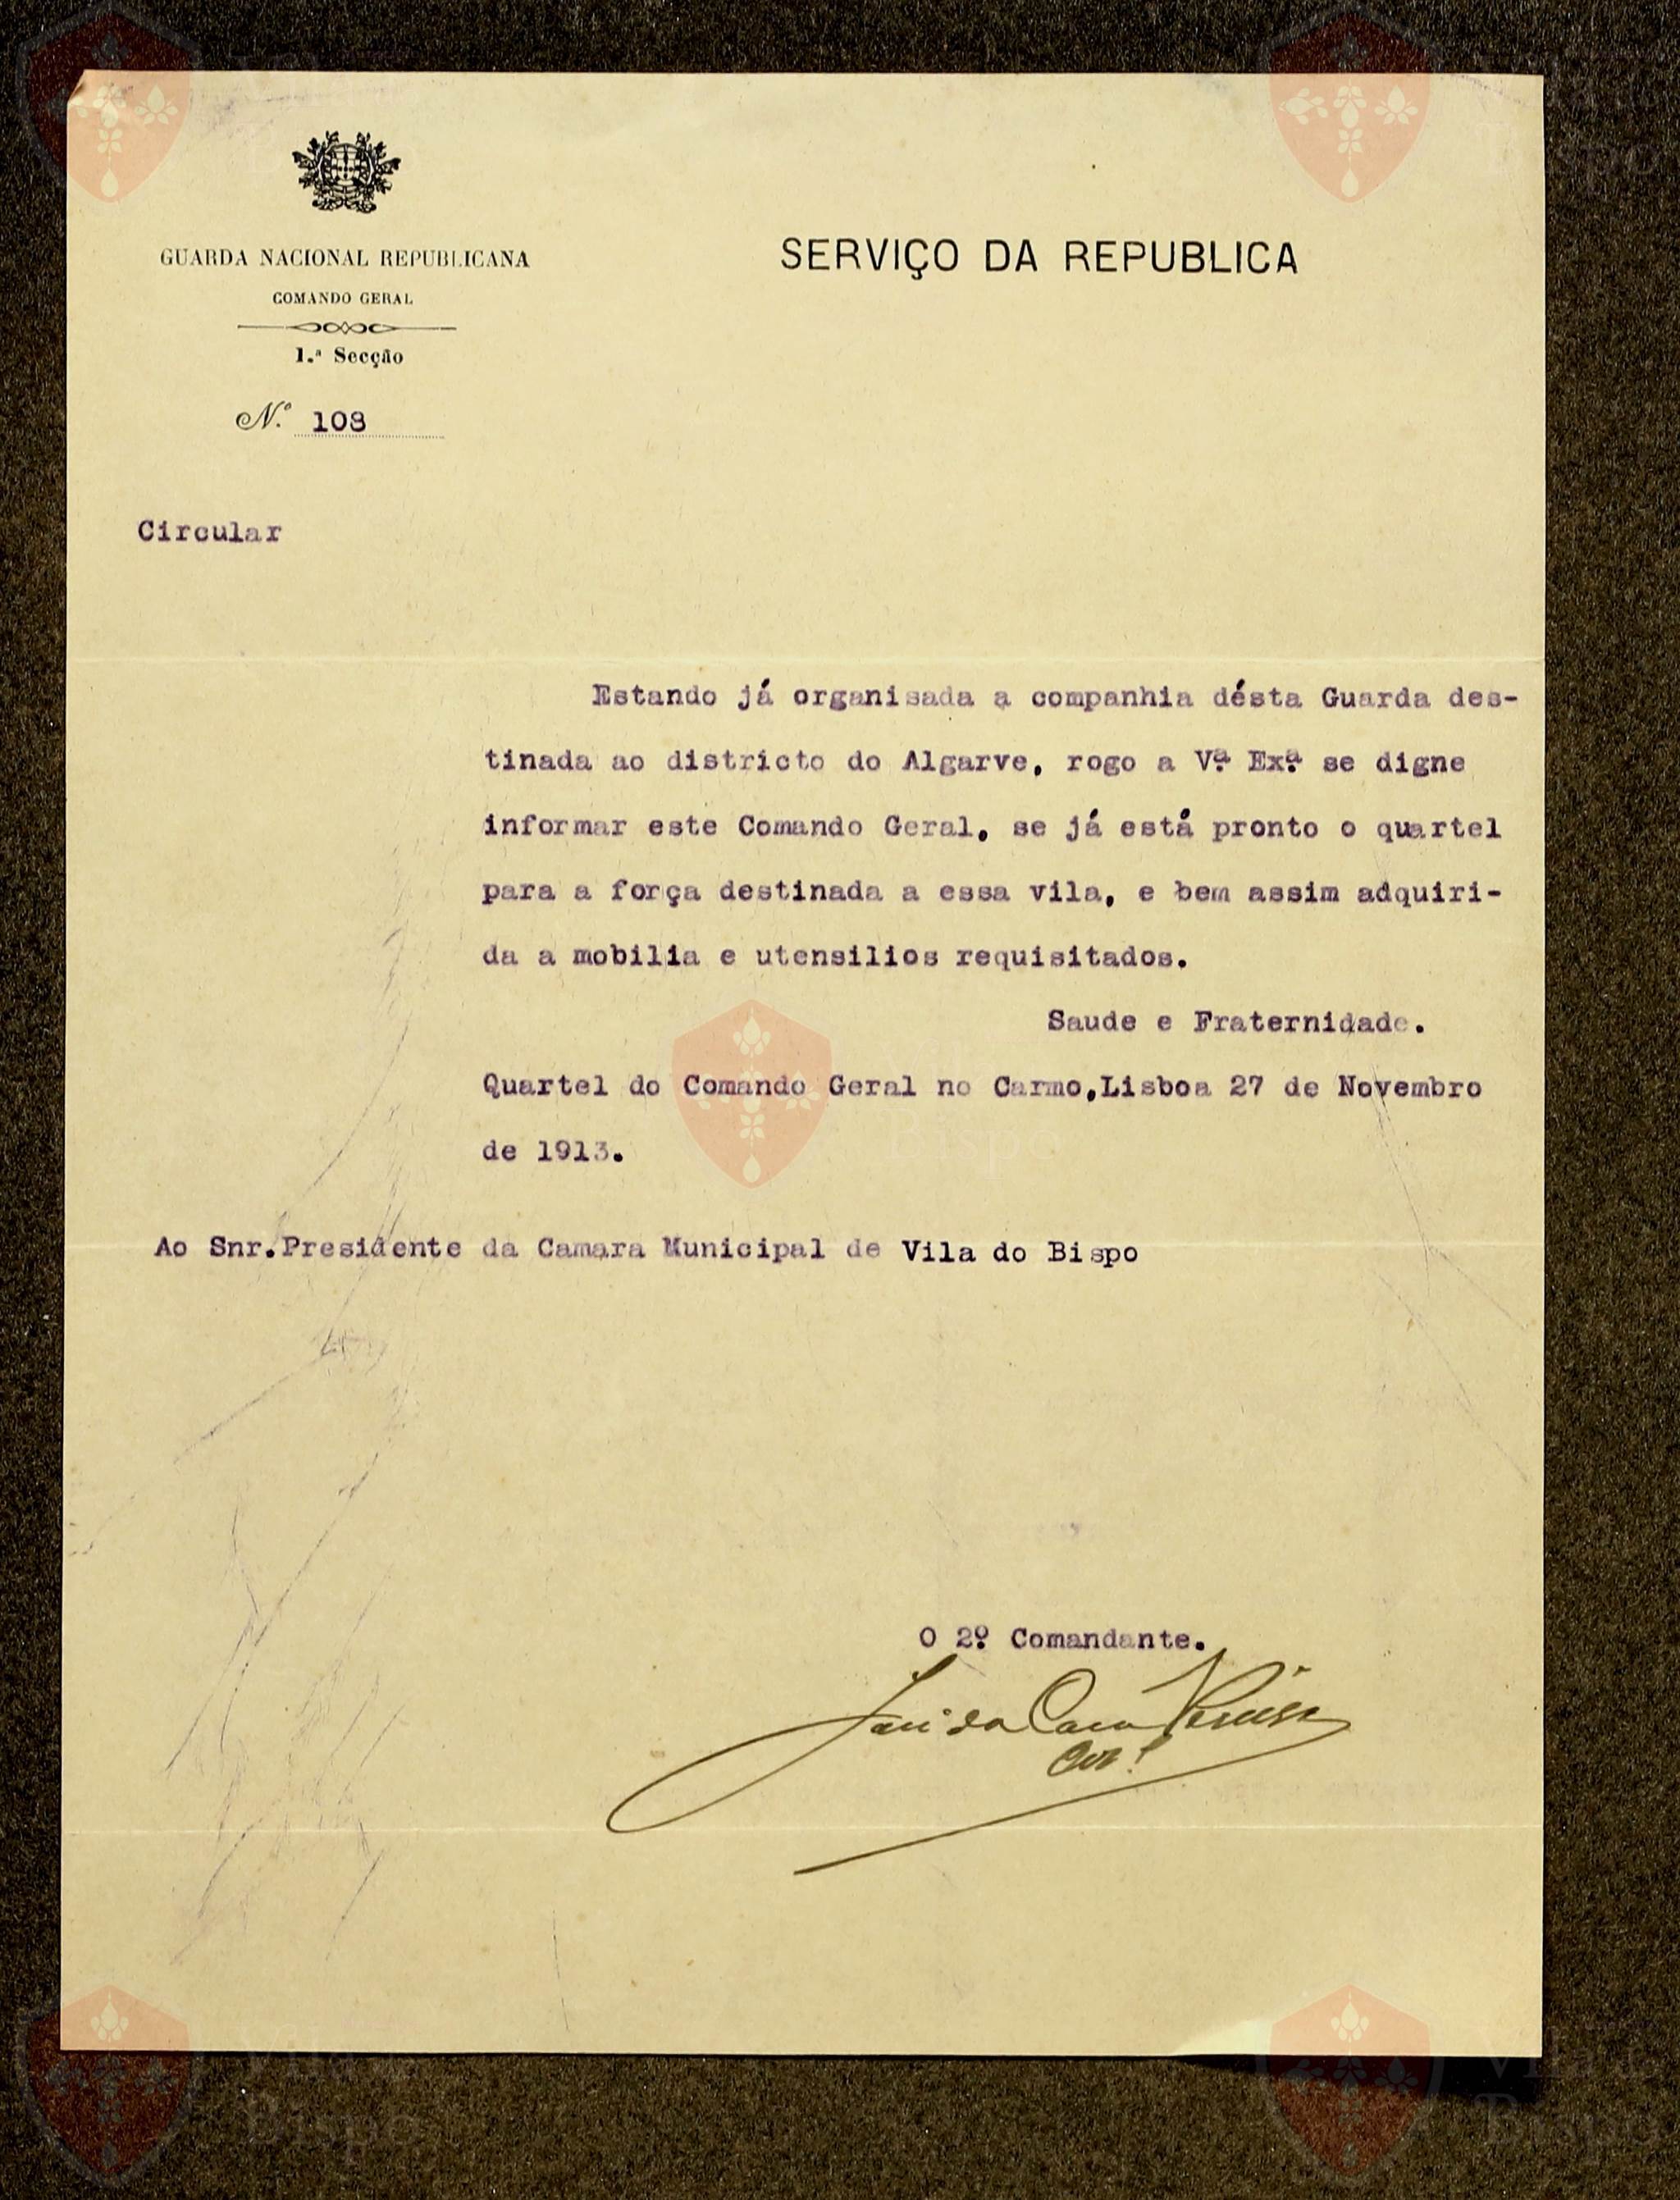 GUARDA NACIONAL REPUBLICANA
COMANDO GERAL
1.ª Secção
N.º 108
SERVIÇO DA REPUBLICA
Circular
Estando já organisada a companhia désta Guarda des-
tinada ao districto do Algarve, rogo a Vª. Exª. se digne
informar este Comando Geral, se já está pronto o quartel
para a força destinada a essa vila, e bem assim adquiri-
da a mobilia e utensilios requisitados.
Saude e Fraternidade.
Quartel do Comando Geral no Carmo,Lisboa 27 de Novembro
de 1913.
Ao Snr.Presidente da Camara Municipal de Vila do Bispo
O 2º. Comandante.